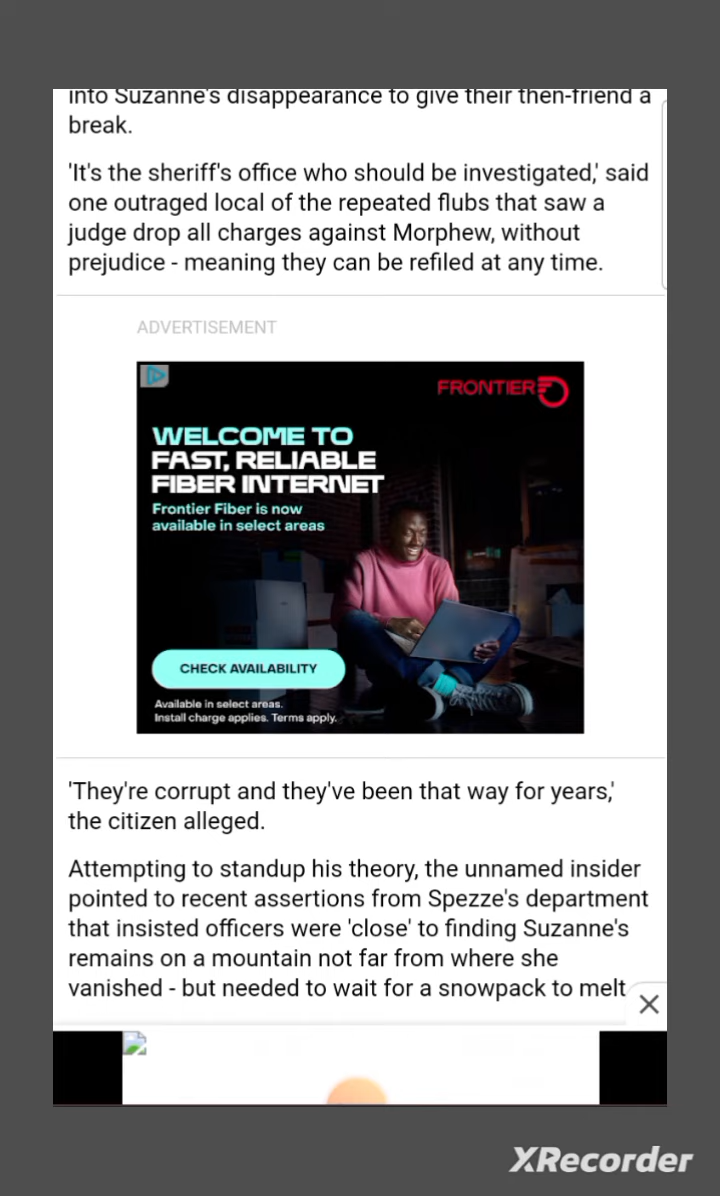 into Suzanne's disappearance to give their then-friend a
break.
'It's the sheriff's office who should be investigated,' said
one outraged local of the repeated flubs that saw a
judge drop all charges against Morphew, without
prejudice - meaning they can be refiled at any time.
ADVERTISEMENT
FRONTIER
WELCOME TO
FAST, RELIABLE
FIBER INTERNET
Frontier Fiber is now
available in select areas
CHECK AVAILABILITY
Available in select areas.
Install charge applies. Terms apply.
'They're corrupt and they've been that way for years,'
the citizen alleged.
Attempting to standup his theory, the unnamed insider
pointed to recent assertions from Spezze's department
that insisted officers were 'close' to finding Suzanne's
remains on a mountain not far from where she
vanished - but needed to wait for a snowpack to melt
XRecorder